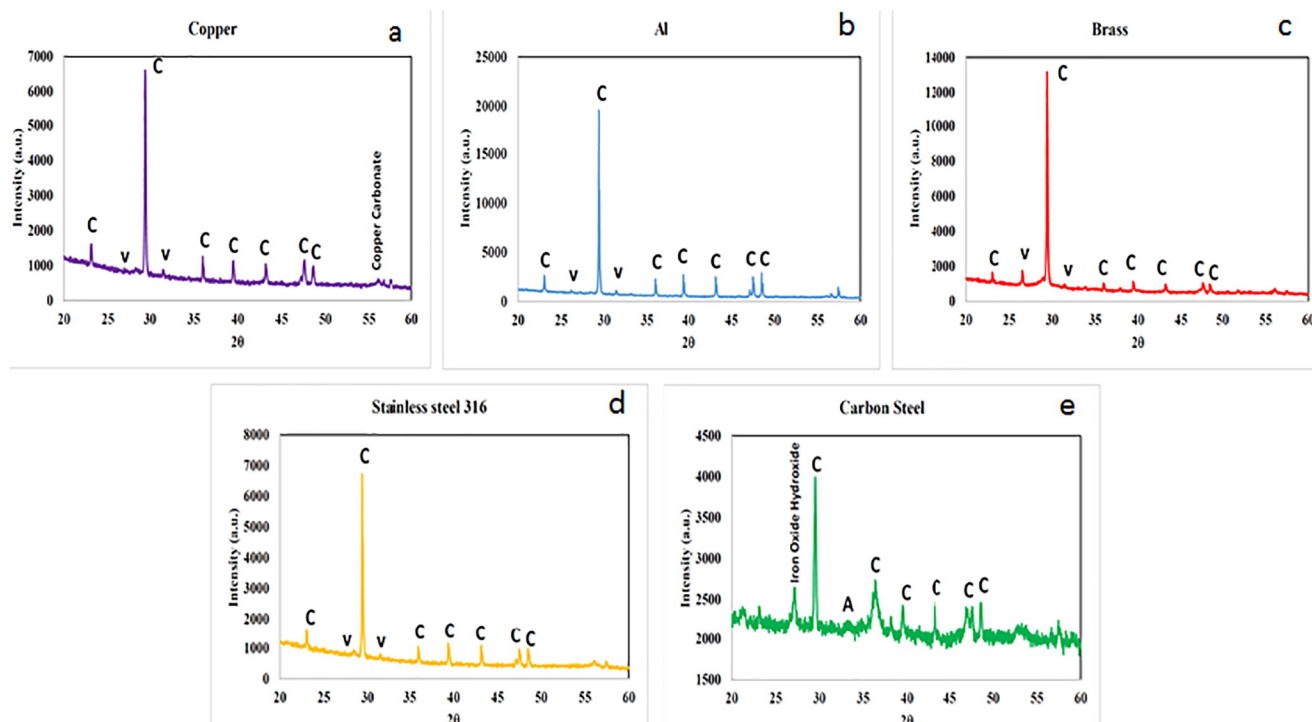 Copper
a
7000
6000
5000
4000
3000
2000
1000
0
Intensity (a.u.)
C
C
v
v
C
C
C
C
C
Copper Carbonate
20 25 30 35 40 45 50 55 60
2θ
Al
b
25000
20000
15000
10000
5000
0
Intensity (a.u.)
C
C
v
v
C
C
C
C
C
20 25 30 35 40 45 50 55 60
2θ
Brass
c
14000
12000
10000
8000
6000
4000
2000
0
Intensity (a.u.)
C
C
v
v
C
C
C
C
C
20 25 30 35 40 45 50 55 60
2θ
Stainless steel 316
d
8000
7000
6000
5000
4000
3000
2000
1000
0
Intensity (a.u.)
C
C
v
v
C
C
C
C
C
20 25 30 35 40 45 50 55 60
2θ
Carbon Steel
e
4500
4000
3500
3000
2500
2000
1500
Intensity (a.u.)
Iron Oxide Hydroxide
C
A
C
C
C
C
C
20 25 30 35 40 45 50 55 60
2θ